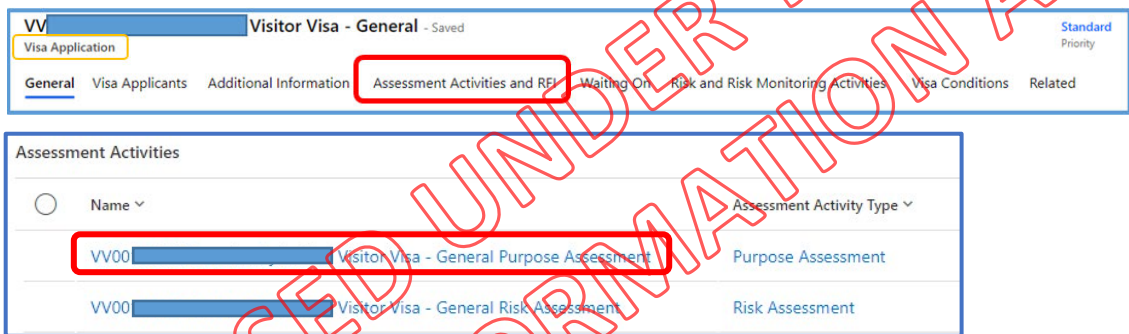 VV Visitor Visa - General - Saved
Visa Application
Standard
Priority
General Visa Applicants Additional Information Assessment Activities and RFI Waiting On Risk and Risk Monitoring Activities Visa Conditions Related
Assessment Activities
Name Assessment Activity Type
VV00 Visitor Visa - General Purpose Assessment Purpose Assessment
VV00 Visitor Visa - General Risk Assessment Risk Assessment
UNDER
INFORMATION